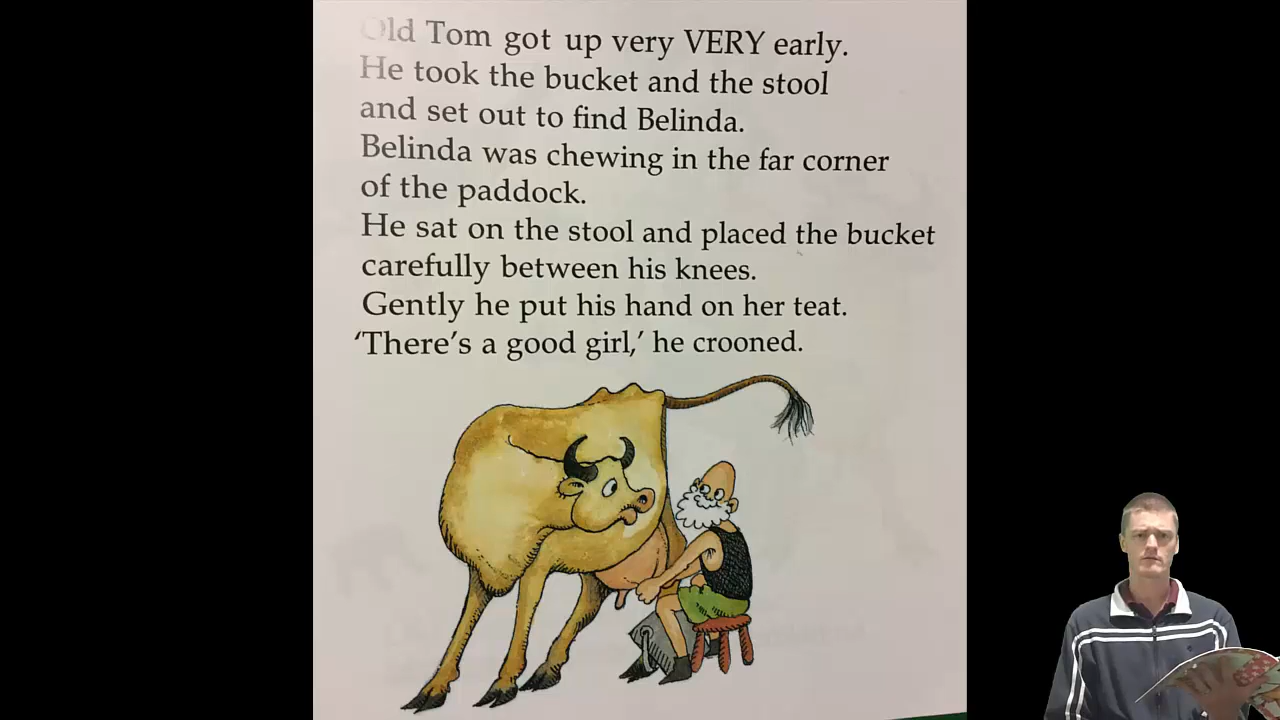 Old Tom got up very VERY early.
He took the bucket and the stool
and set out to find Belinda.
Belinda was chewing in the far corner
of the paddock.
He sat on the stool and placed the bucket
carefully between his knees.
Gently he put his hand on her teat.
‘There’s a good girl,’ he crooned.